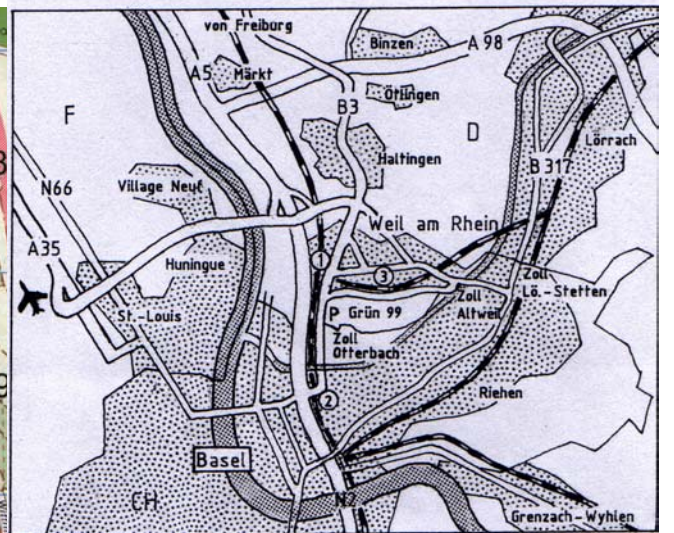 von Freiburg
Binzen
A 98
A5
Märkt
F
B3
Ötlingen
D
Lörrach
Haltingen
B 317
N66
Village Neuf
Weil am Rhein
A35
Huningue
1
3
Zoll
Lö.-Stetten
St.-Louis
P Grün 99
Zoll
Altweil
Zoll
Otterbach
2
Riehen
Basel
CH
N2
Grenzach-Wyhlen